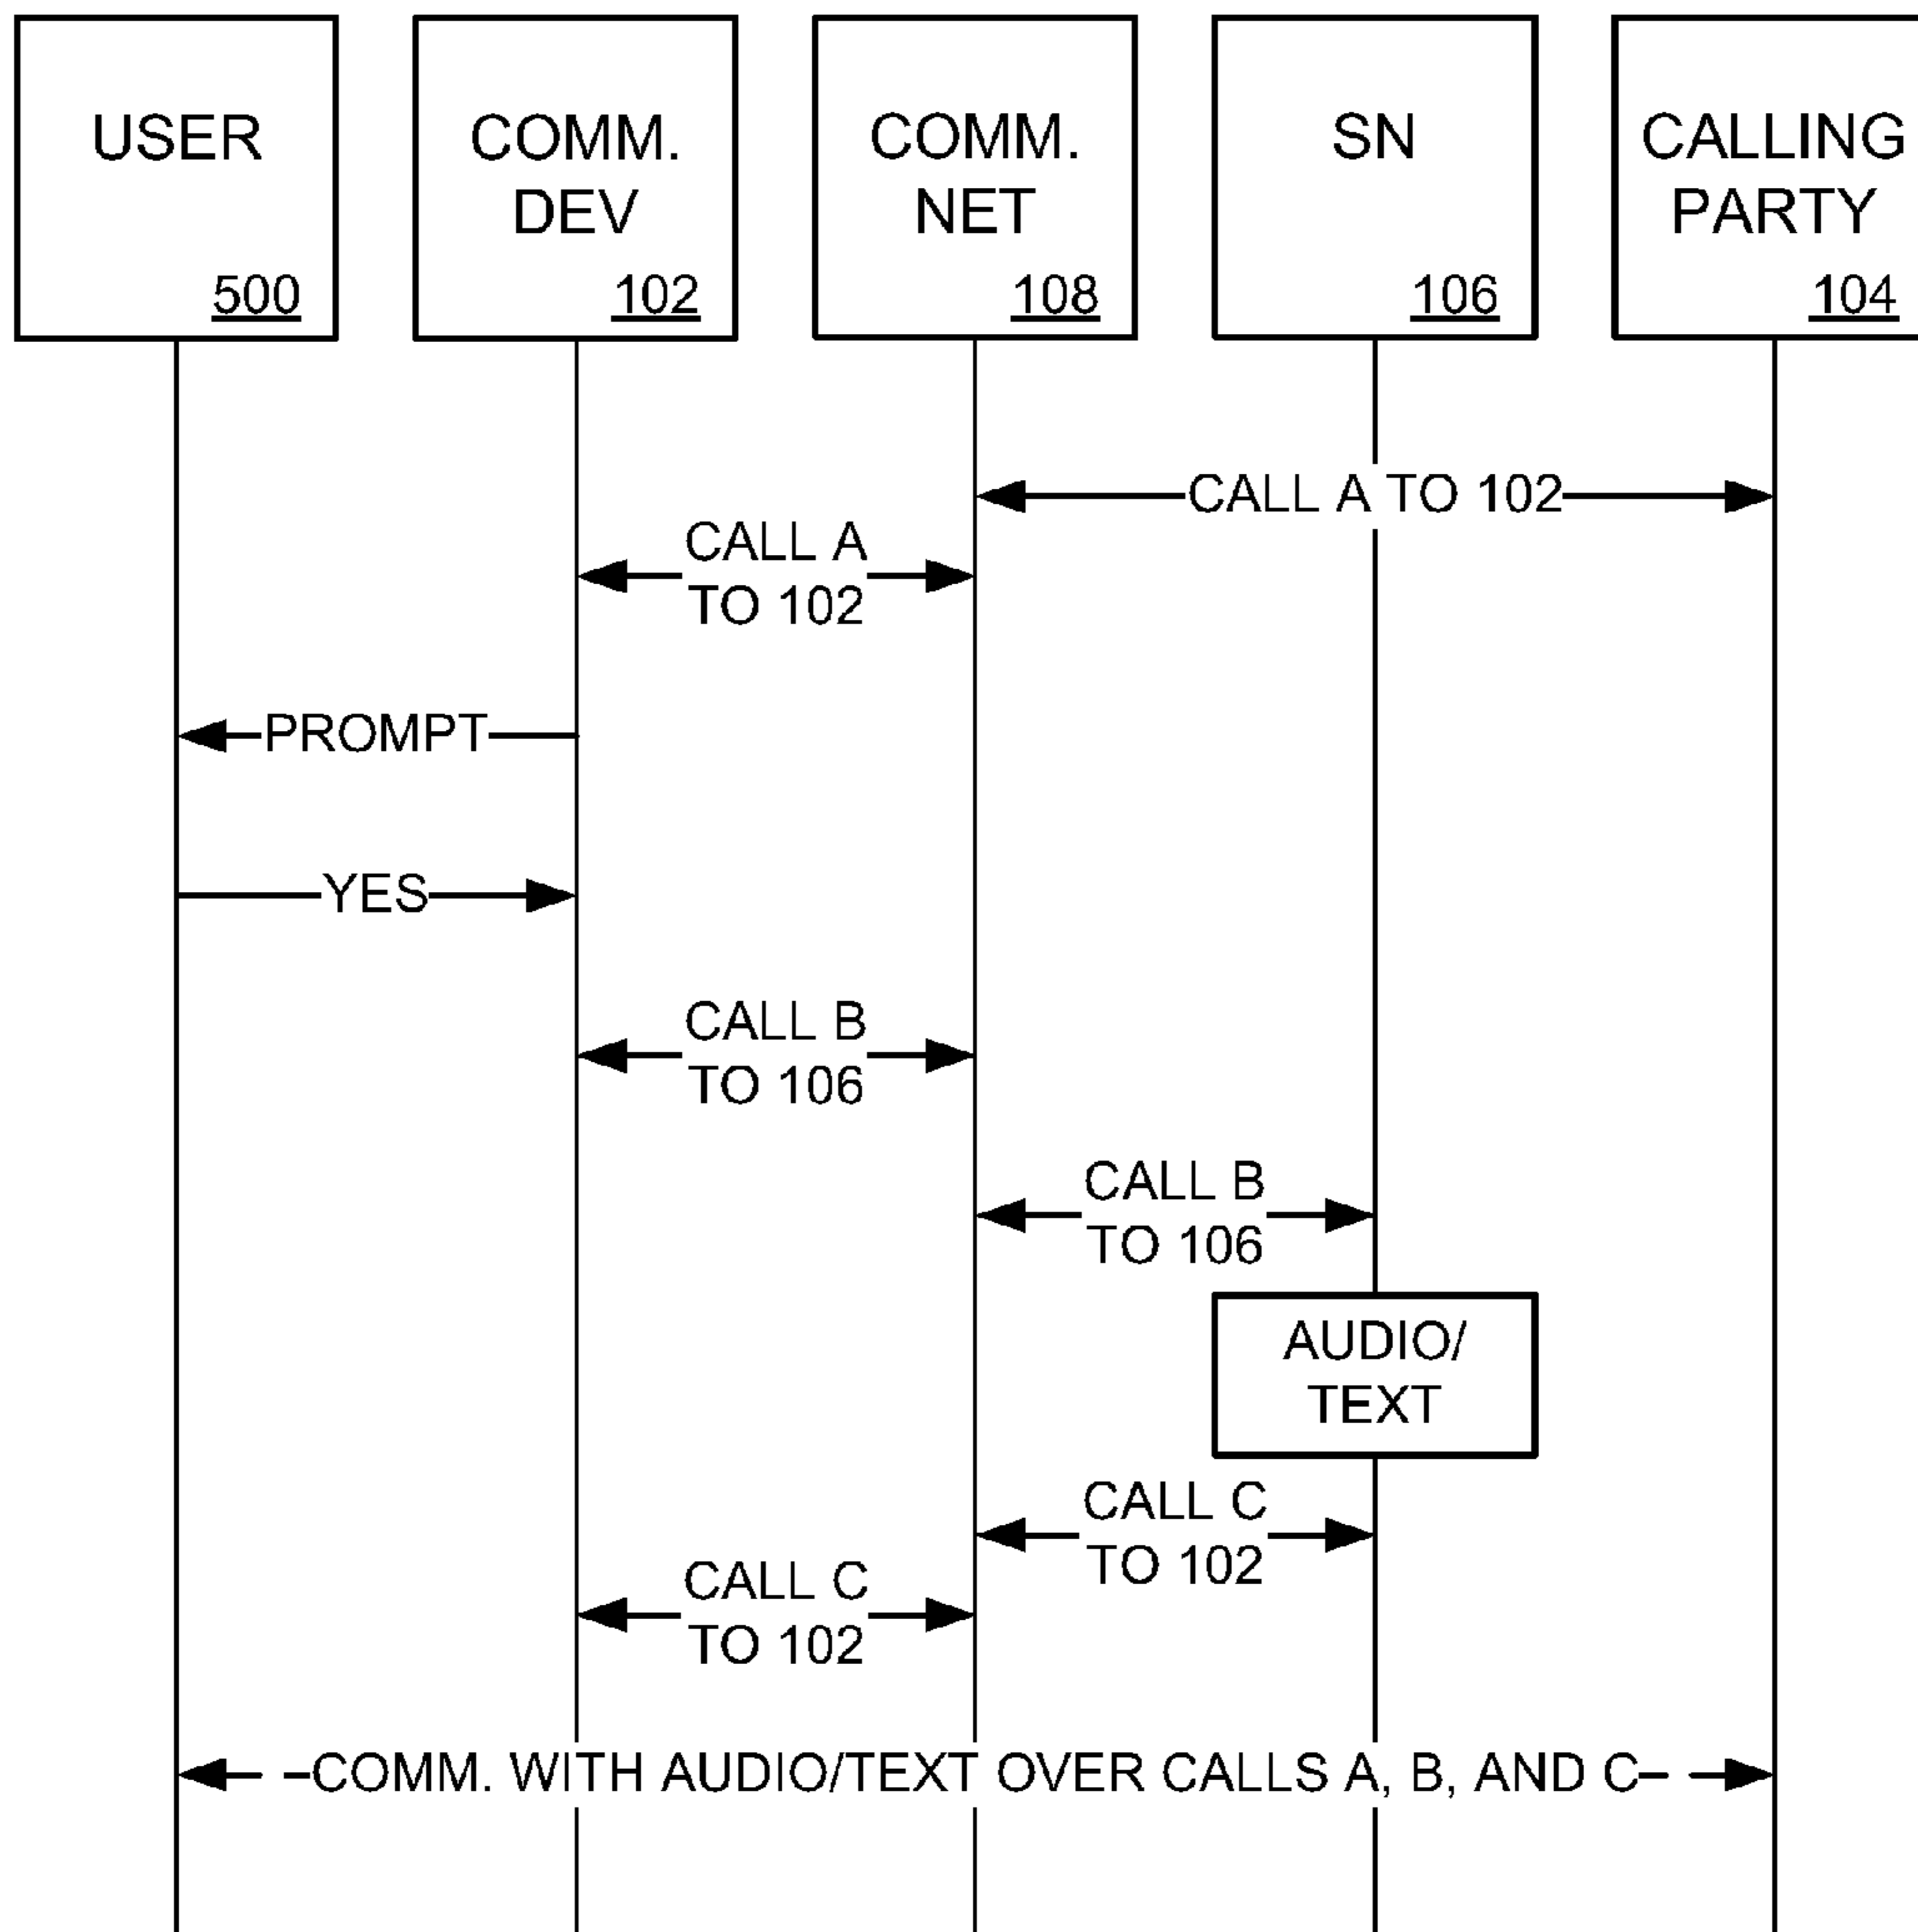 USER
500
COMM.
DEV
102
COMM.
NET
108
SN
106
CALLING
PARTY
104
CALL A TO 102
CALL A
TO 102
PROMPT
YES
CALL B
TO 106
CALL B
TO 106
AUDIO/
TEXT
CALL C
TO 102
CALL C
TO 102
COMM. WITH AUDIO/TEXT OVER CALLS A, B, AND C